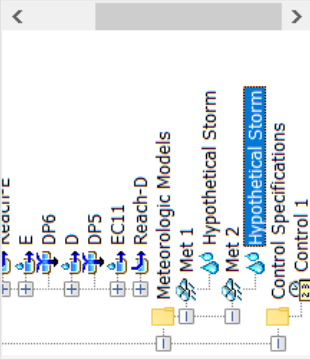 Reach-E
E
DP6
D
DP5
EC11
Reach-D
Meteorologic Models
Met 1
Hypothetical Storm
Met 2
Hypothetical Storm
Control Specifications
Control 1